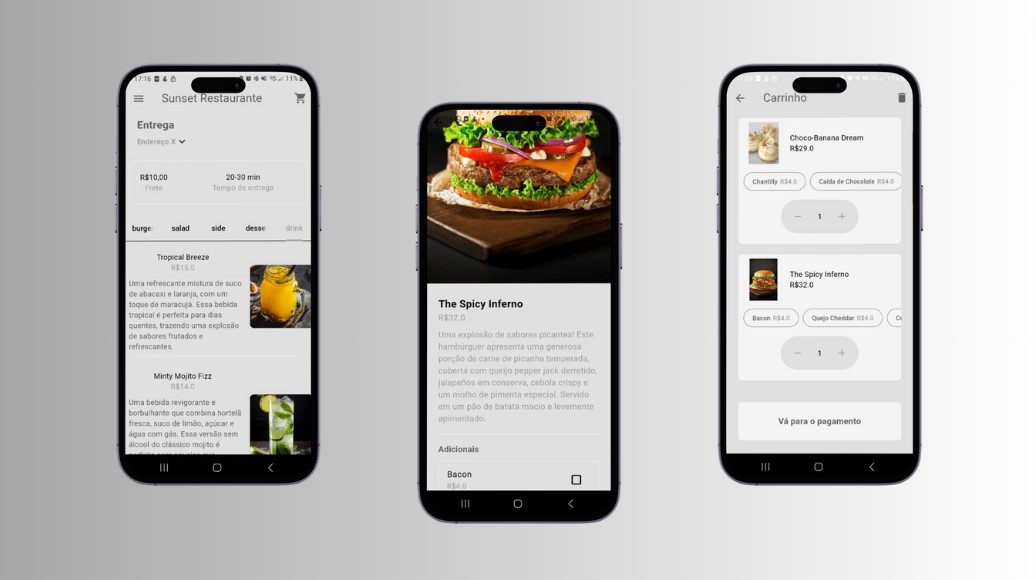 17:16
11%
Sunset Restaurante
Entrega
Endereço X
R$10,00
Frete
20-30 min
Tempo de entrega
burge
salad
side
desse
drink
Tropical Breeze
R$15.0
Uma refrescante mistura de suco
de abacaxi e laranja, com um
toque de maracujá. Essa bebida
tropical é perfeita para dias
quentes, trazendo uma explosão
de sabores frutados e
refrescantes.
Minty Mojito Fizz
R$14.0
Uma bebida revigorante e
borbulhante que combina hortelã
fresca, suco de limão, açúcar e
água com gás. Essa versão sem
álcool do clássico mojito é
The Spicy Inferno
R$32.0
Uma explosão de sabores picantes! Este
hambúrguer apresenta uma generosa
porção de carne de picanha temperada,
coberta com queijo pepper jack derretido,
jalapeños em conserva, cebola crispy e
um molho de pimenta especial. Servido
em um pão de batata macio e levemente
apimentado.
Adicionais
Bacon
R$4.0
Carrinho
Choco-Banana Dream
R$29.0
Chantilly R$4.0
Calda de Chocolate R$4.0
1
The Spicy Inferno
R$32.0
Bacon R$4.0
Quejo Cheddar R$4.0
1
Vá para o pagamento